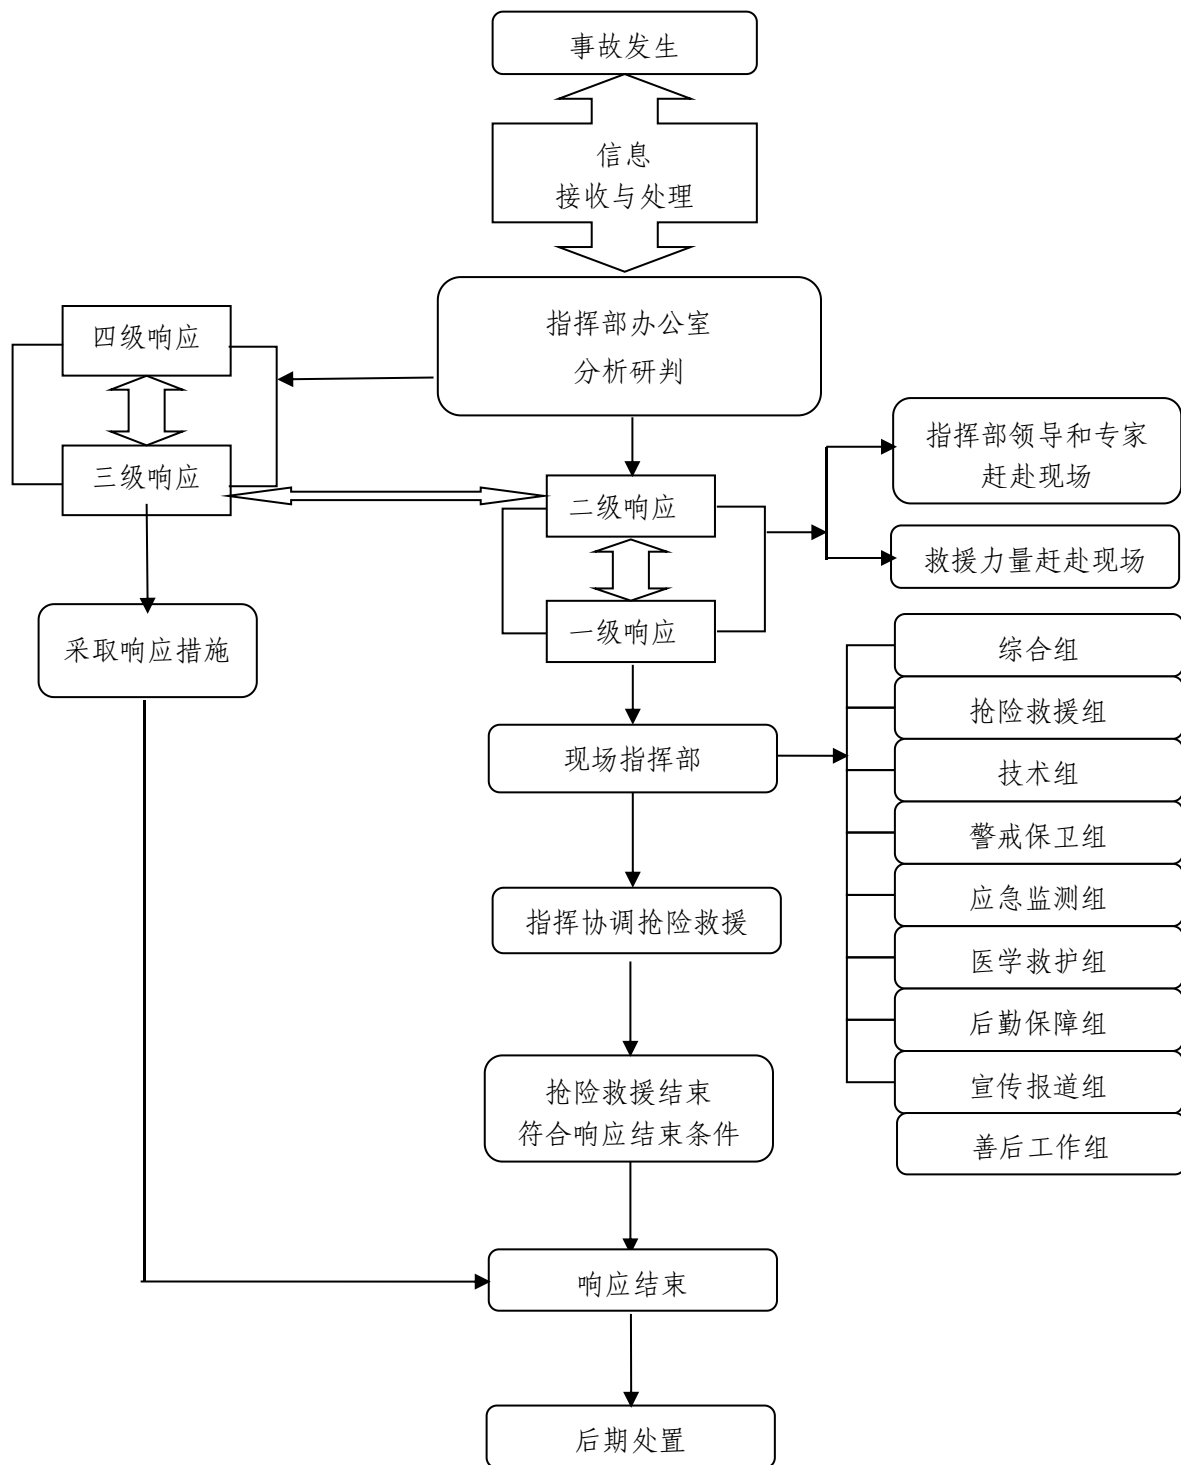 事故发生
信息
接收与处理
指挥部办公室
分析研判
四级响应
三级响应
二级响应
一级响应
指挥部领导和专家
赶赴现场
救援力量赶赴现场
采取响应措施
现场指挥部
综合组
抢险救援组
技术组
警戒保卫组
应急监测组
医学救护组
后勤保障组
宣传报道组
善后工作组
指挥协调抢险救援
抢险救援结束
符合响应结束条件
响应结束
后期处置